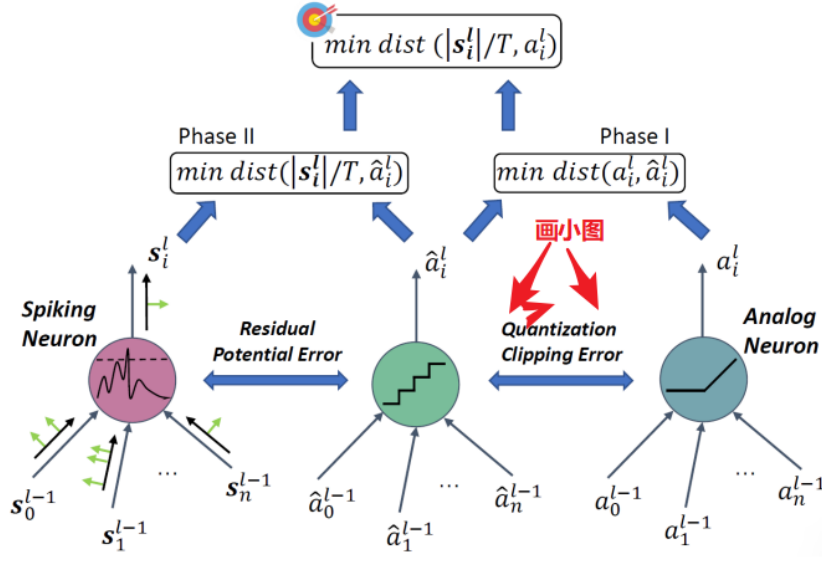 min dist (|s_i^l|/T, a_i^l)
Phase II
Phase I
min dist(|s_i^l|/T, â_i^l)
min dist(a_i^l, â_i^l)
画小图
s_i^l
â_i^l
a_i^l
Spiking
Neuron
Residual
Potential Error
Quantization
Clipping Error
Analog
Neuron
s_0^{l-1}
s_1^{l-1}
...
s_n^{l-1}
â_0^{l-1}
â_1^{l-1}
...
â_n^{l-1}
a_0^{l-1}
a_1^{l-1}
...
a_n^{l-1}